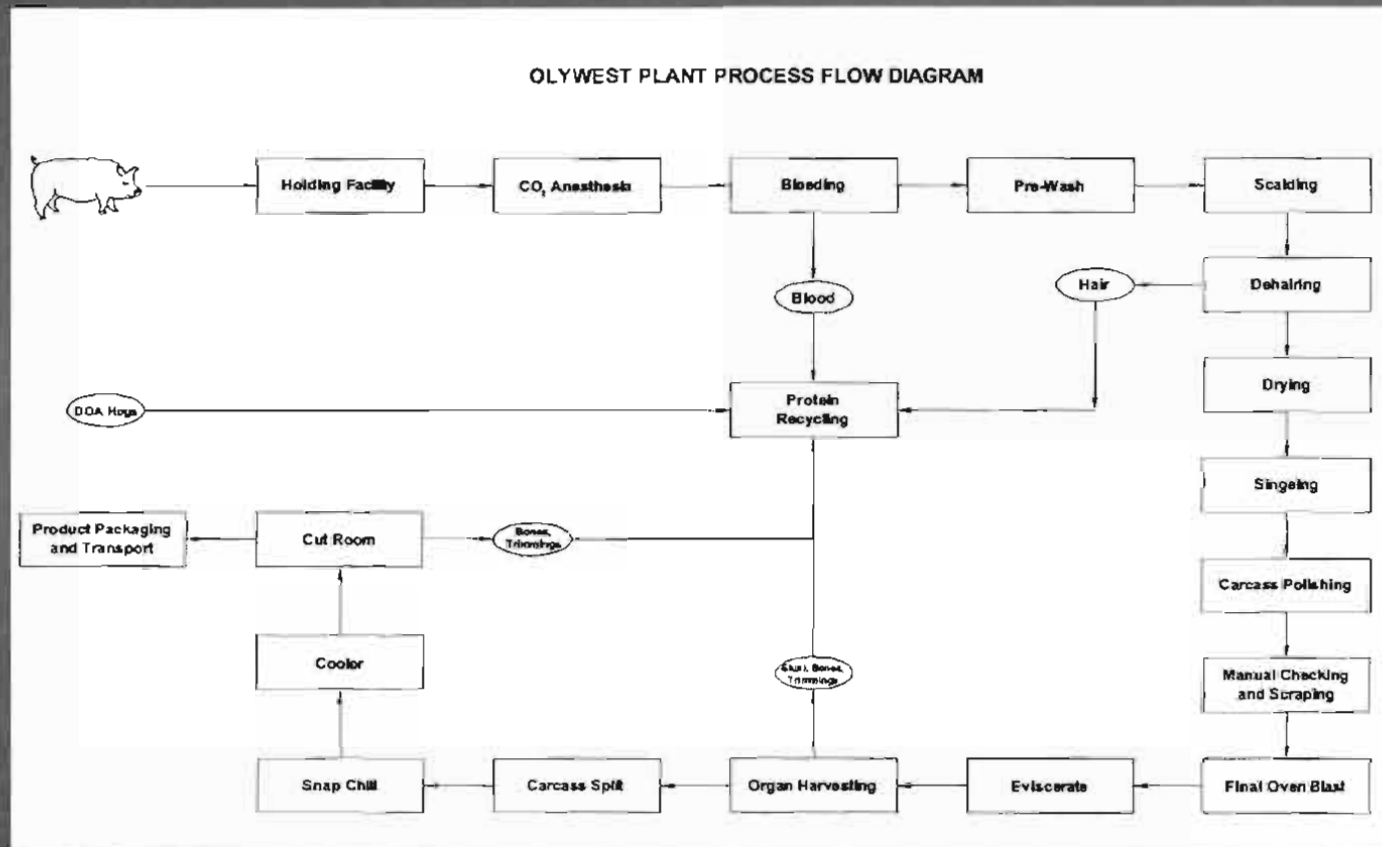 OLYWEST PLANT PROCESS FLOW DIAGRAM
Holding Facility
CO₂ Anesthesia
Bleeding
Pre-Wash
Scalding
Blood
Hair
Dehairing
DOA Hogs
Protein
Recycling
Drying
Singeing
Product Packaging
and Transport
Cut Room
Bones,
Trimmings
Carcass Polishing
Cooler
Bones,
Trimmings
Manual Checking
and Scraping
Snap Chill
Carcass Split
Organ Harvesting
Eviscerate
Final Oven Blast